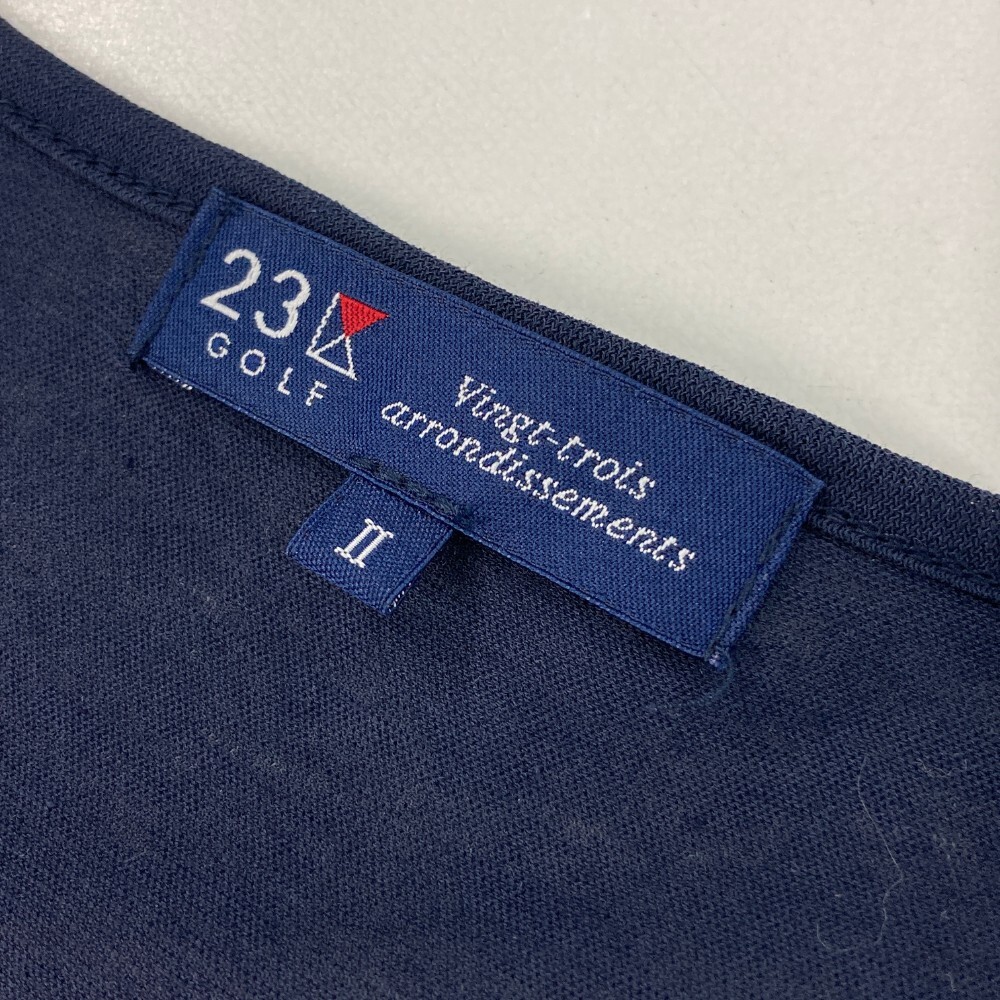 23
GOLF
Vingt-trois
arrondissements
II